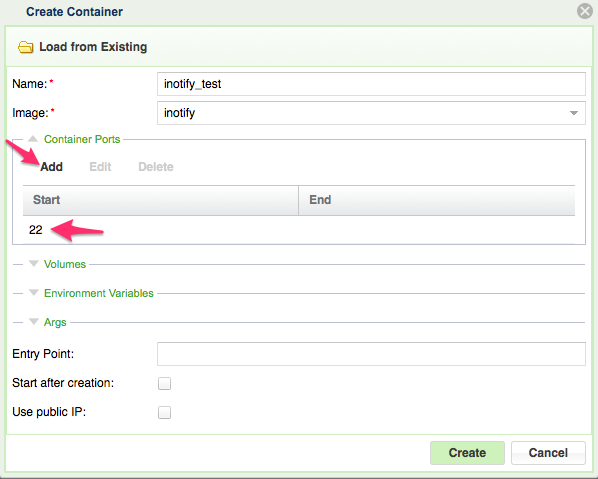 Create Container
Load from Existing
Name:* inotify_test
Image:* inotify
Container Ports
Add Edit Delete
Start End
22
Volumes
Environment Variables
Args
Entry Point:
Start after creation:
Use public IP:
Create Cancel